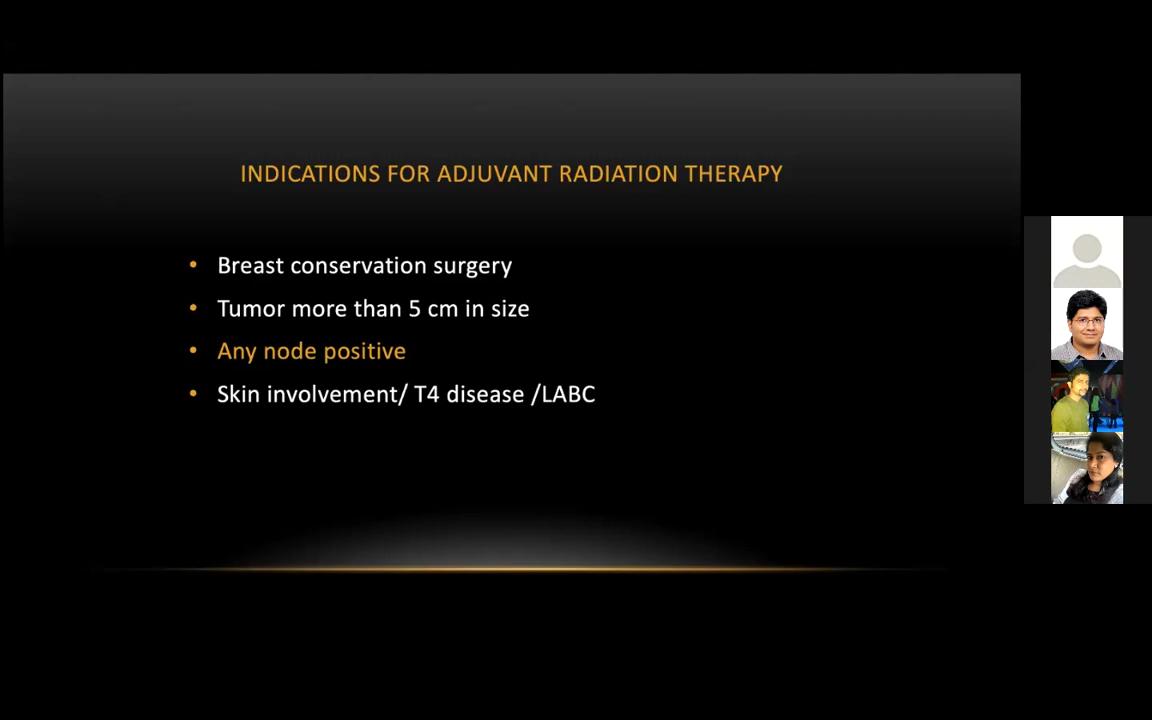 INDICATIONS FOR ADJUVANT RADIATION THERAPY
• Breast conservation surgery
• Tumor more than 5 cm in size
• Any node positive
• Skin involvement/ T4 disease /LABC